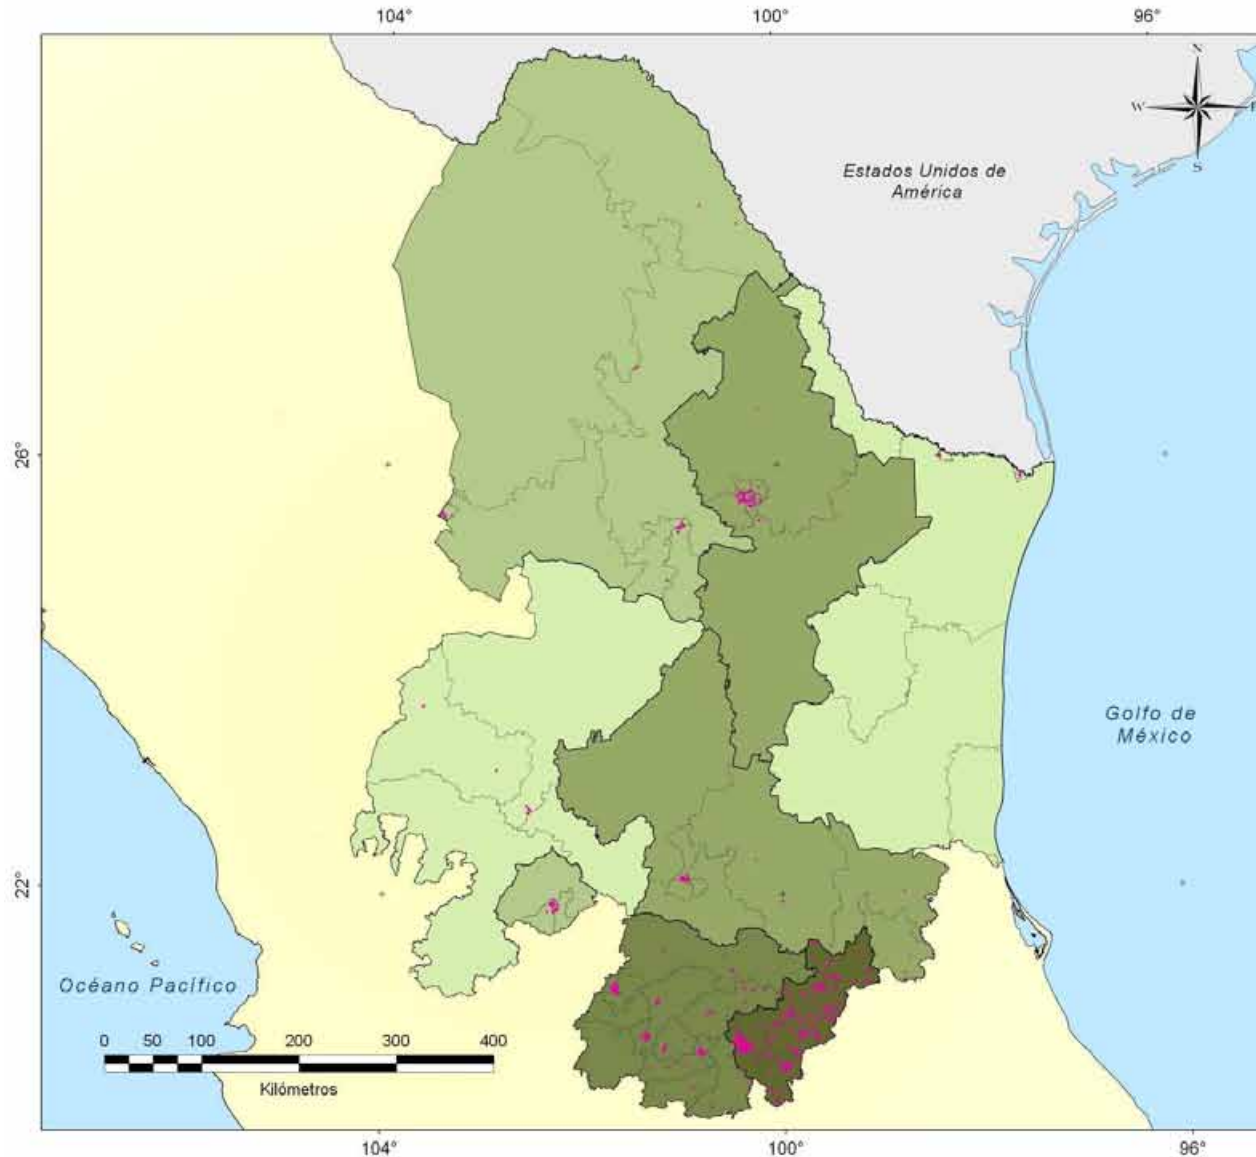 104° 100° 96°
N
W E
S
Estados Unidos de
América
26°
Golfo de
México
22°
Océano Pacífico
0 50 100 200 300 400
Kilómetros
104° 100° 96°